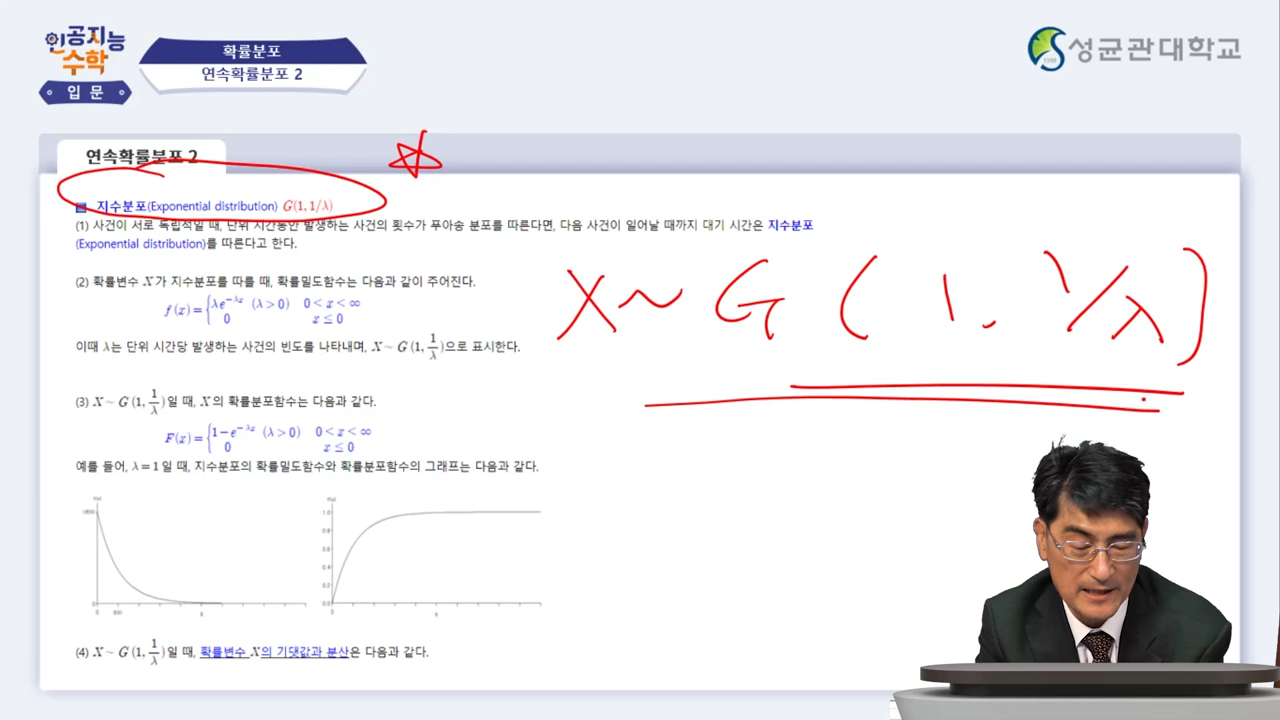 인공지능
수학
입문
확률분포
연속확률분포 2
성균관대학교
연속확률분포 2
지수분포(Exponential distribution) G(1, 1/λ)
(1) 사건이 서로 독립적일 때, 단위 시간동안 발생하는 사건의 횟수가 푸아송 분포를 따른다면, 다음 사건이 일어날 때까지 대기 시간은 지수분포
(Exponential distribution)를 따른다고 한다.
(2) 확률변수 X가 지수분포를 따를 때, 확률밀도함수는 다음과 같이 주어진다.
f(x) = { λe^{-λx} (λ>0) 0<x<∞
0 x≤0
이때 λ는 단위 시간당 발생하는 사건의 빈도를 나타내며, X ~ G(1, 1/λ)으로 표시한다.
X ~ G (1, 1/λ)
(3) X ~ G(1, 1/λ)일 때, X의 확률분포함수는 다음과 같다.
F(x) = { 1-e^{-λx} (λ>0) 0<x<∞
0 x≤0
예를 들어, λ=1일 때, 지수분포의 확률밀도함수와 확률분포함수의 그래프는 다음과 같다.
1.0
0.8
0.6
0.4
0.2
0.0
(4) X ~ G(1, 1/λ)일 때, 확률변수 X의 기댓값과 분산은 다음과 같다.